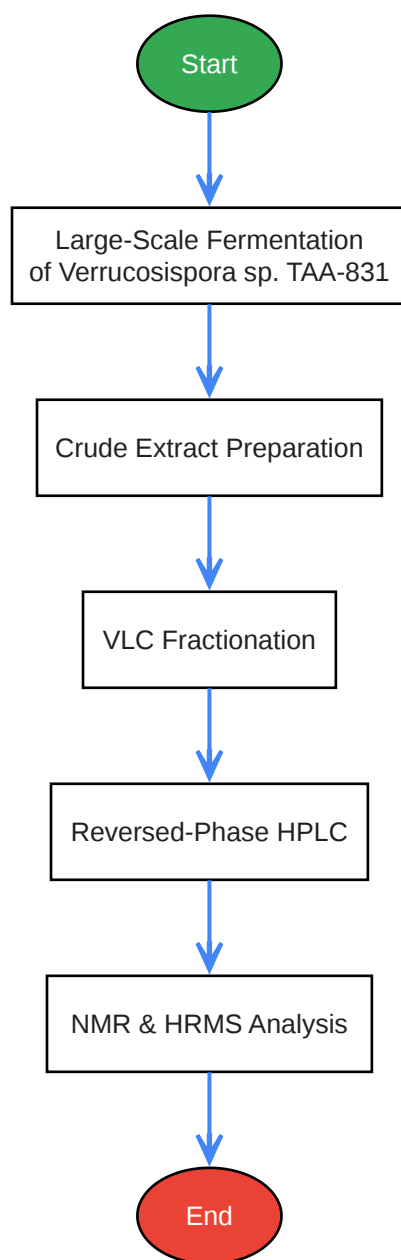 Start
Large-Scale Fermentation
of Verrucosispora sp. TAA-831
Crude Extract Preparation
VLC Fractionation
Reversed-Phase HPLC
NMR & HRMS Analysis
End